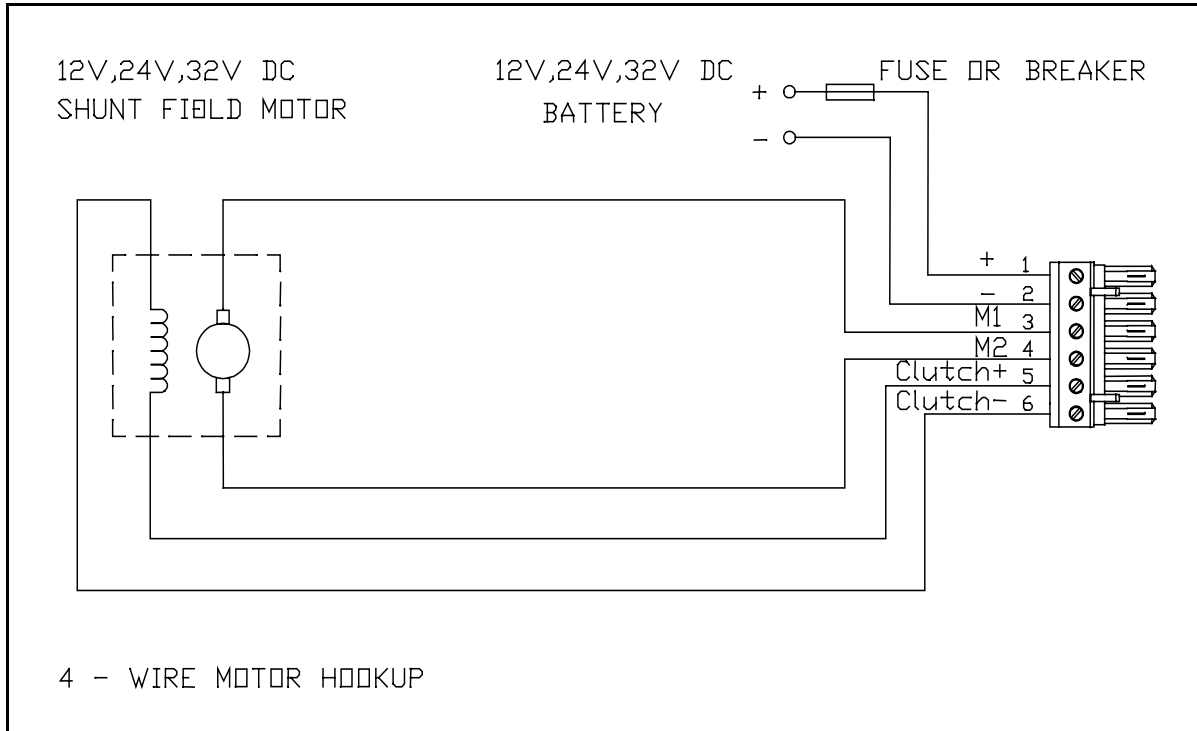 12V,24V,32V DC
SHUNT FIELD MOTOR
12V,24V,32V DC
BATTERY
FUSE OR BREAKER
+
-
+ 1
- 2
M1 3
M2 4
Clutch+ 5
Clutch- 6
4 - WIRE MOTOR HOOKUP